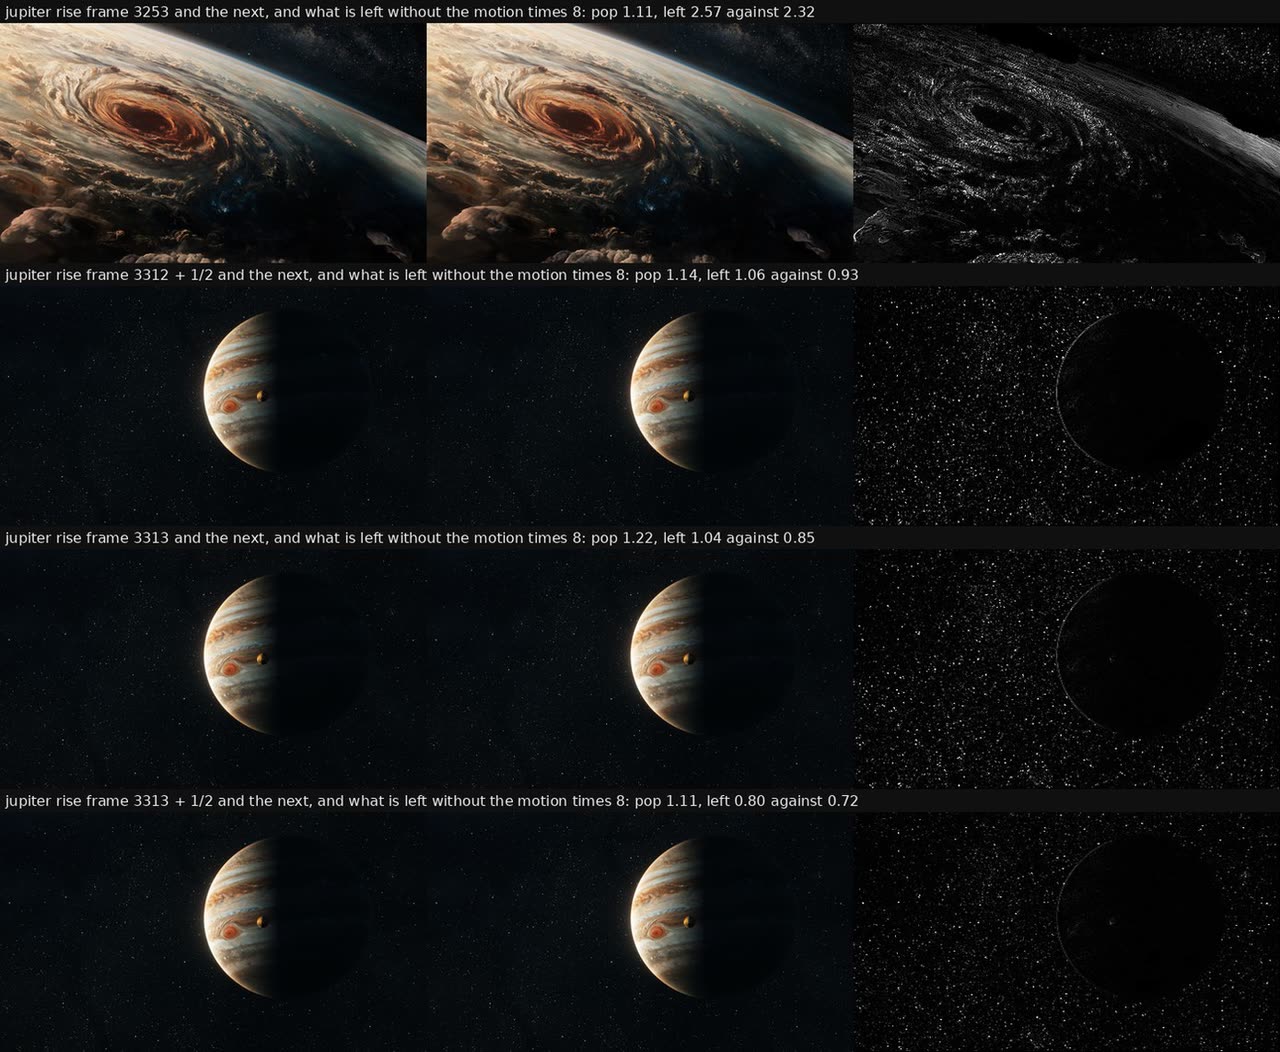 jupiter rise frame 3253 and the next, and what is left without the motion times 8: pop 1.11, left 2.57 against 2.32
jupiter rise frame 3312 + 1/2 and the next, and what is left without the motion times 8: pop 1.14, left 1.06 against 0.93
jupiter rise frame 3313 and the next, and what is left without the motion times 8: pop 1.22, left 1.04 against 0.85
jupiter rise frame 3313 + 1/2 and the next, and what is left without the motion times 8: pop 1.11, left 0.80 against 0.72